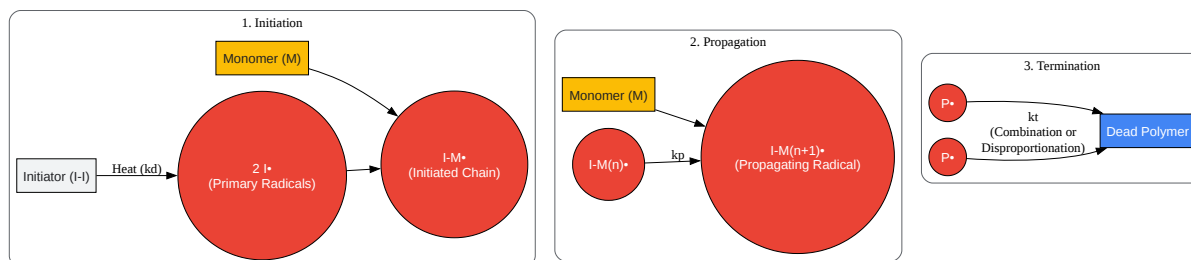 1. Initiation
Monomer (M)
Initiator (I-I)
Heat (kd)
2 I•
(Primary Radicals)
I-M•
(Initiated Chain)
2. Propagation
Monomer (M)
I-M(n)•
kp
I-M(n+1)•
(Propagating Radical)
3. Termination
P•
P•
kt
(Combination or
Disproportionation)
Dead Polymer